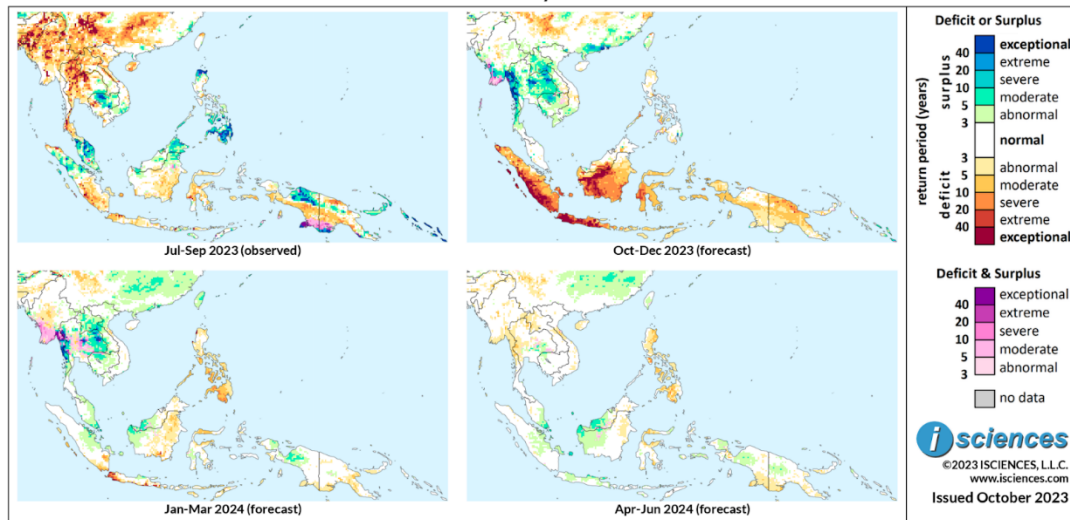 Jul-Sep 2023 (observed)
Oct-Dec 2023 (forecast)
Jan-Mar 2024 (forecast)
Apr-Jun 2024 (forecast)
Deficit or Surplus
return period (years)
surplus
deficit
exceptional
40
extreme
20
severe
10
moderate
5
abnormal
3
normal
3
abnormal
5
moderate
10
severe
20
extreme
40
exceptional
Deficit & Surplus
exceptional
40
extreme
20
severe
10
moderate
5
abnormal
3
no data
i sciences
©2023 ISCIENCES, L.L.C.
www.isciences.com
Issued October 2023